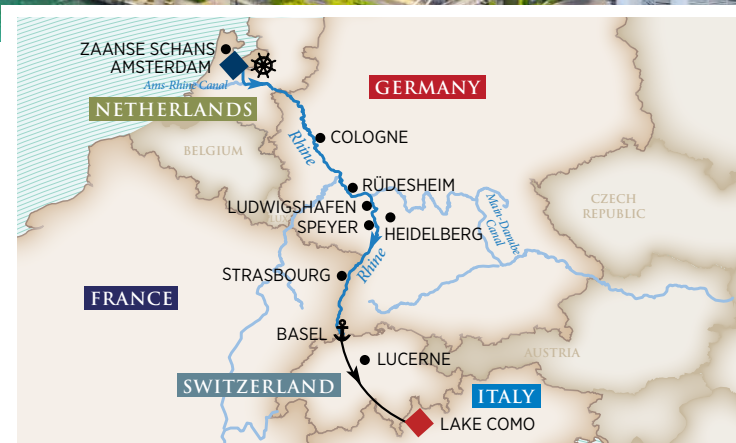 ZAANSE SCHANS
AMSTERDAM
Ams-Rhine Canal
GERMANY
NETHERLANDS
COLOGNE
Rhine
BELGIUM
RÜDESHEIM
LUDWIGSHAFEN
LUX
SPEYER
HEIDELBERG
Main-Danube
Canal
CZECH
REPUBLIC
Rhine
STRASBOURG
FRANCE
BASEL
LUCERNE
AUSTRIA
SWITZERLAND
ITALY
LAKE COMO